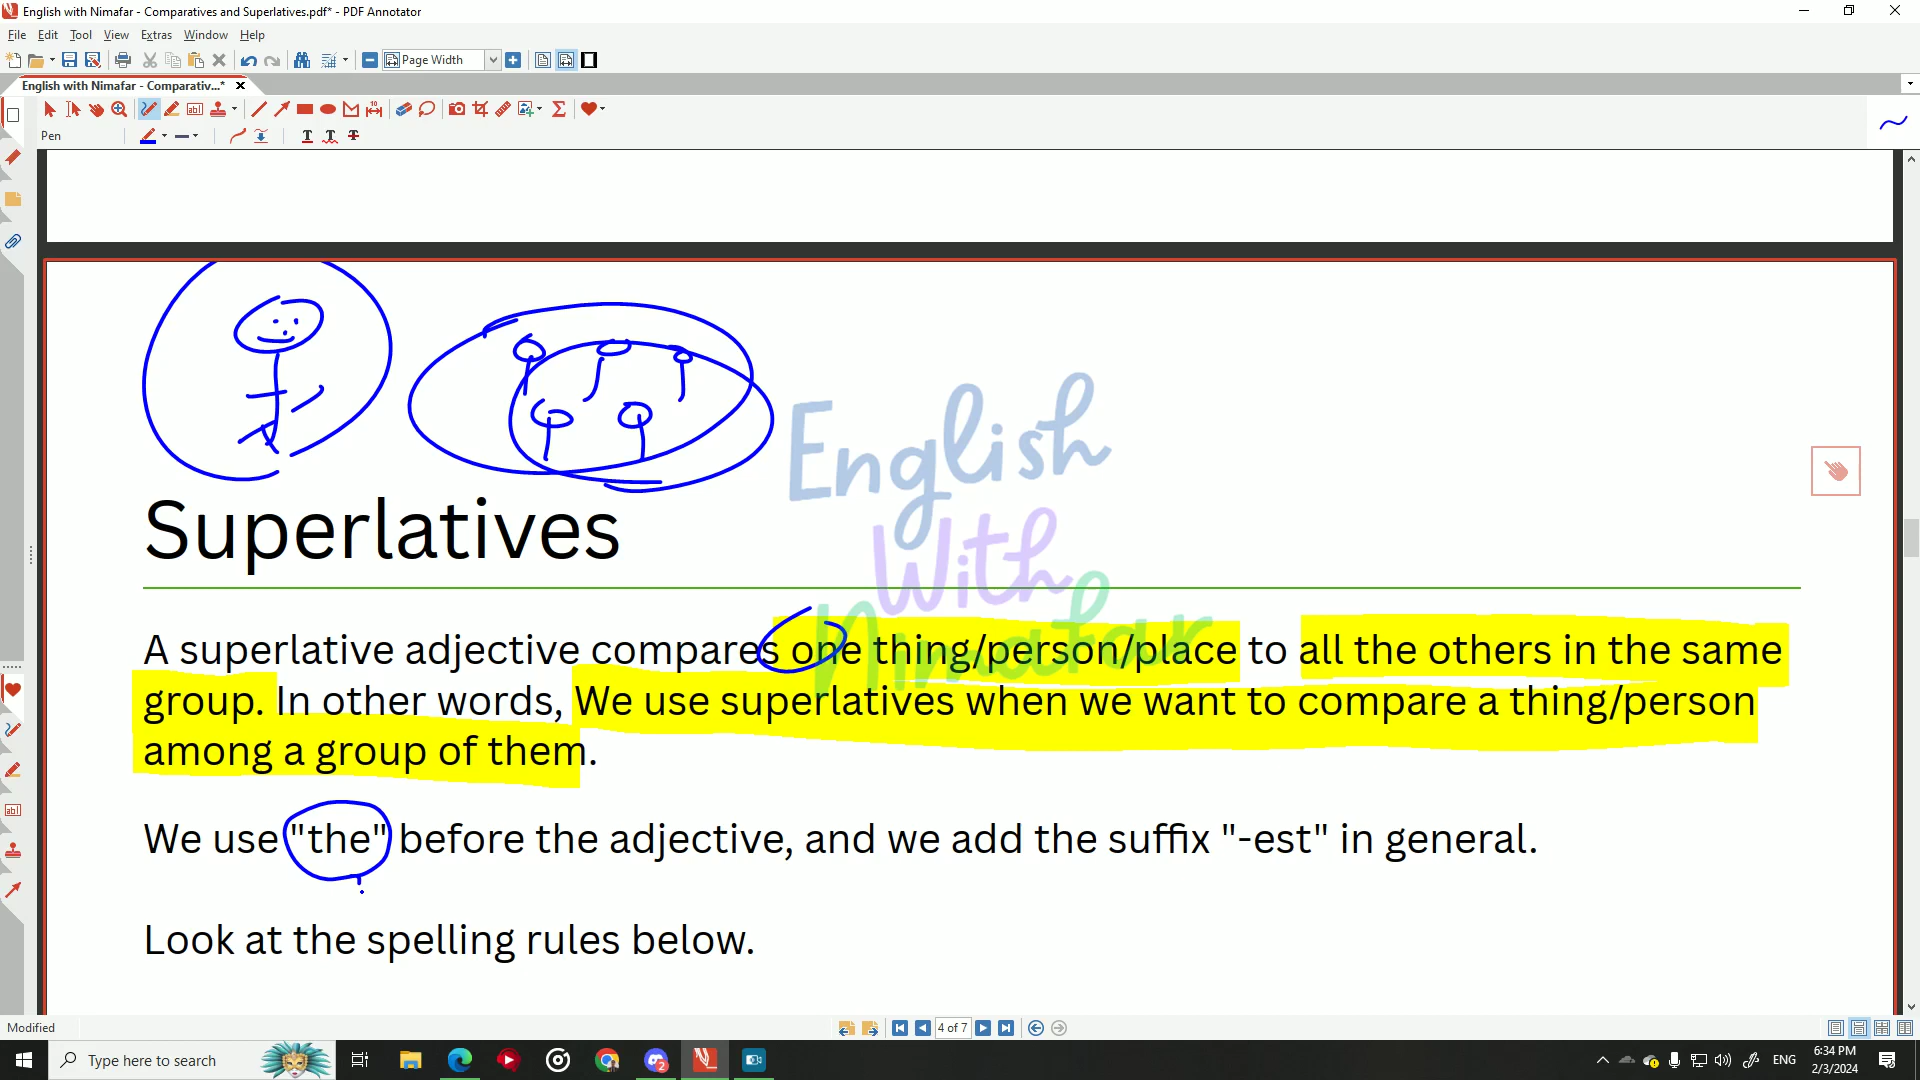 English with Nimafar - Comparatives and Superlatives.pdf* - PDF Annotator
File Edit Tool View Extras Window Help
Page Width
English with Nimafar - Comparativ...*
Pen
English
With
Nimafar
Superlatives
A superlative adjective compares one thing/person/place to all the others in the same
group. In other words, We use superlatives when we want to compare a thing/person
among a group of them.
We use "the" before the adjective, and we add the suffix "-est" in general.
Look at the spelling rules below.
Modified
4 of 7
Type here to search
ENG
6:34 PM
2/3/2024